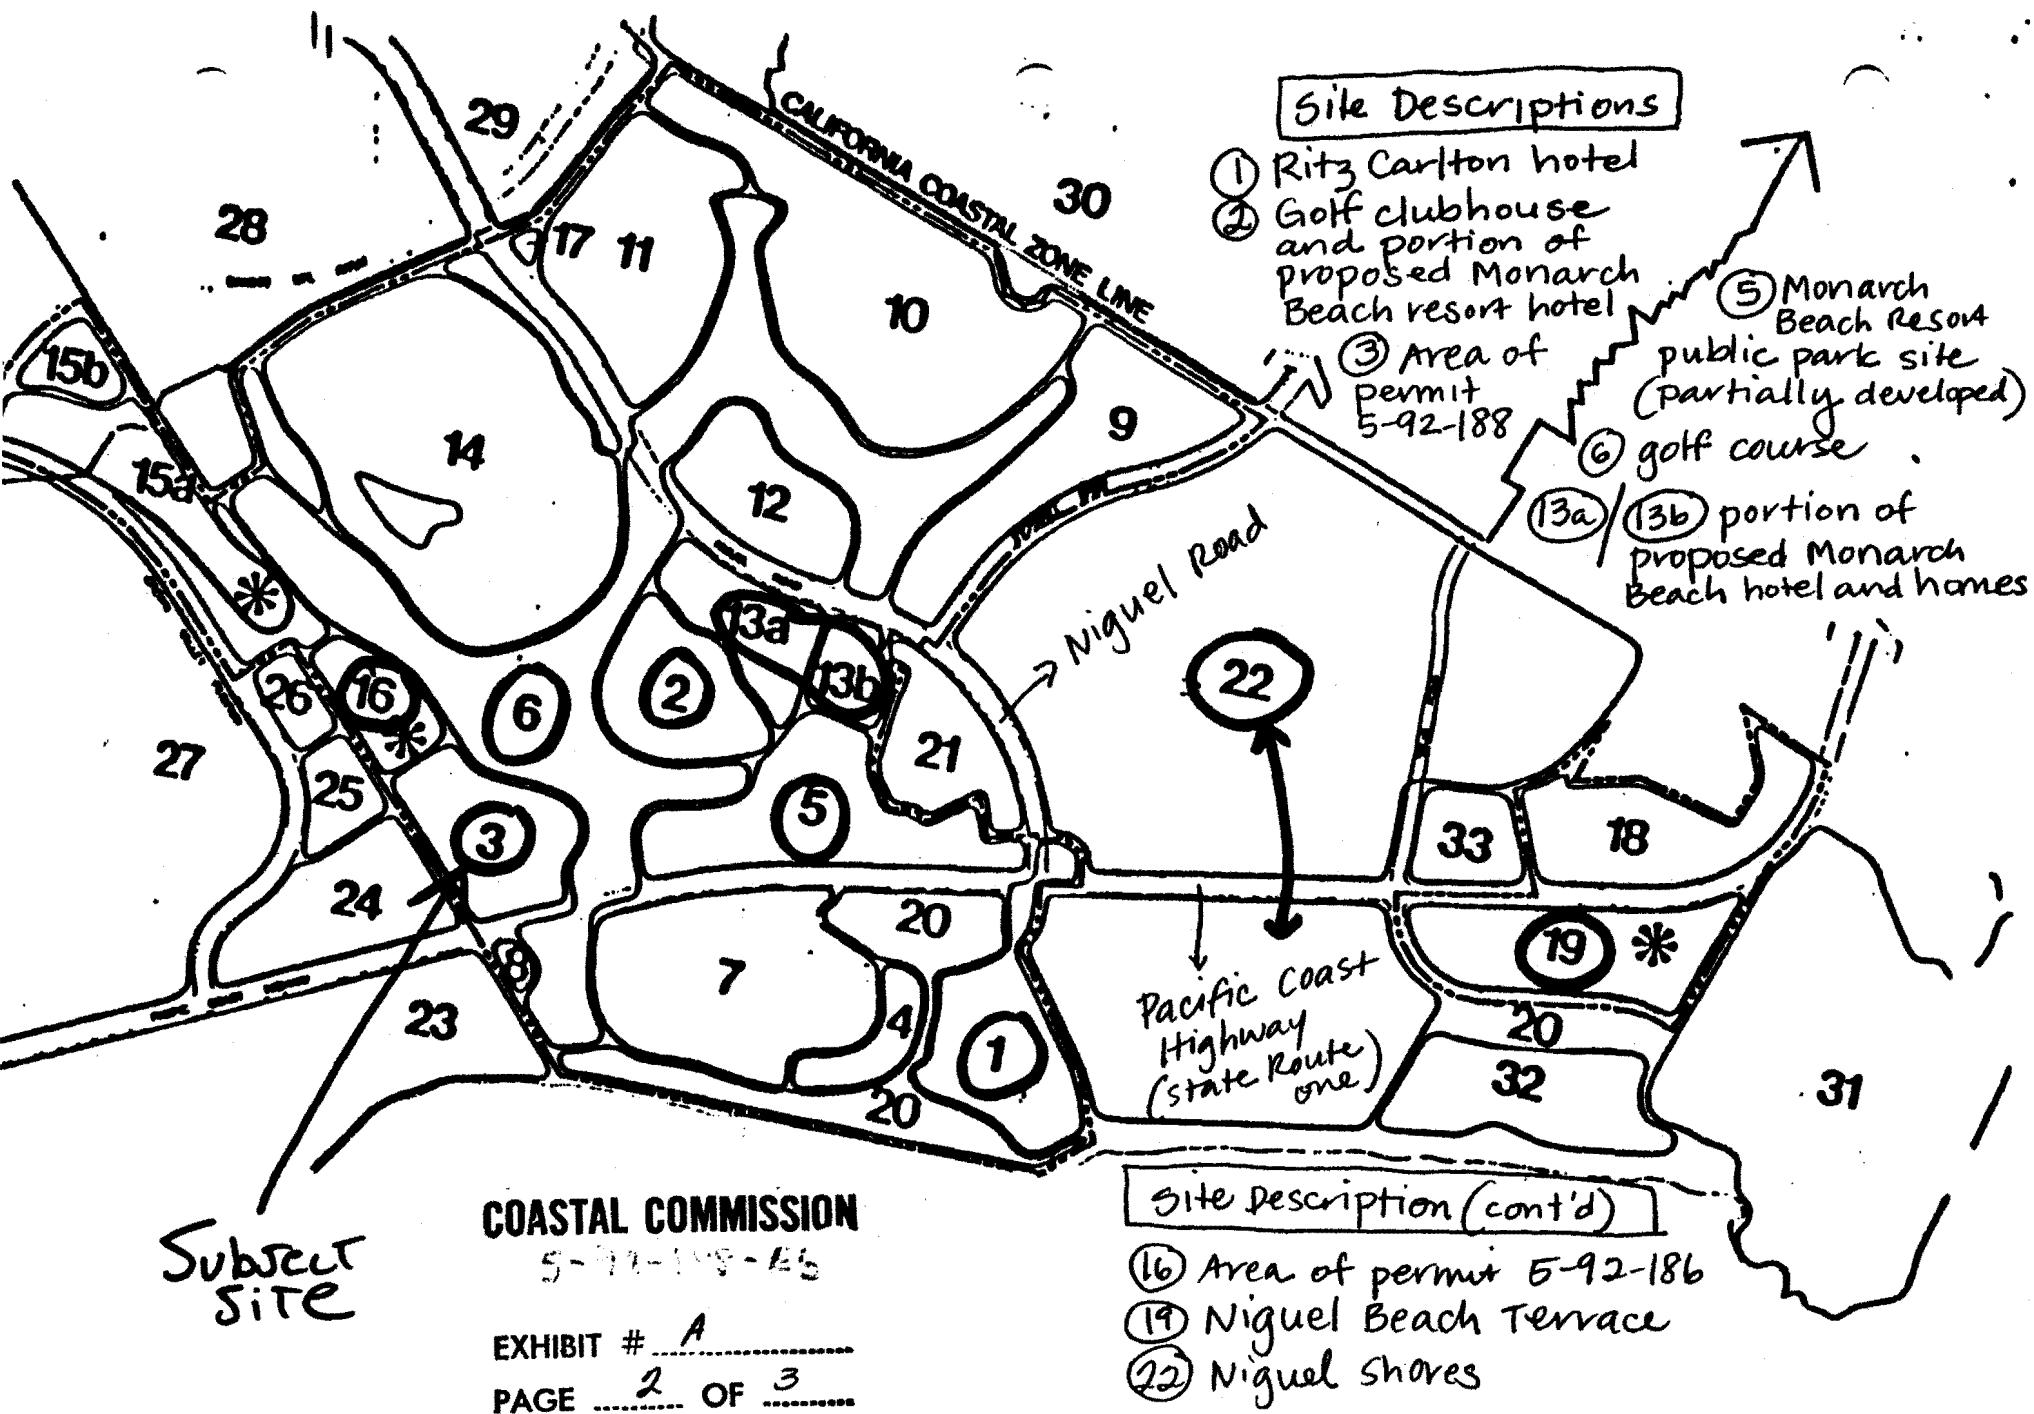 29
30
28
17
11
10
CALIFORNIA COASTAL ZONE LINE
15b
14
9
12
15a
Niguel Road
13a
26
16
6
2
13b
22
21
27
25
3
5
33
18
24
20
19
8
7
23
4
1
Pacific Coast
Highway
(state Route
one)
20
32
31
20
Site Descriptions
1 Ritz Carlton hotel
2 Golf clubhouse
and portion of
proposed Monarch
Beach resort hotel
3 Area of
permit
5-92-188
5 Monarch
Beach Resort
public park site
(partially developed)
6 golf course
13a/13b portion of
proposed Monarch
Beach hotel and homes
Subject
Site
COASTAL COMMISSION
EXHIBIT # A
PAGE 2 OF 3
Site Description (cont'd)
16 Area of permit 5-92-186
19 Niguel Beach Terrace
22 Niguel Shores